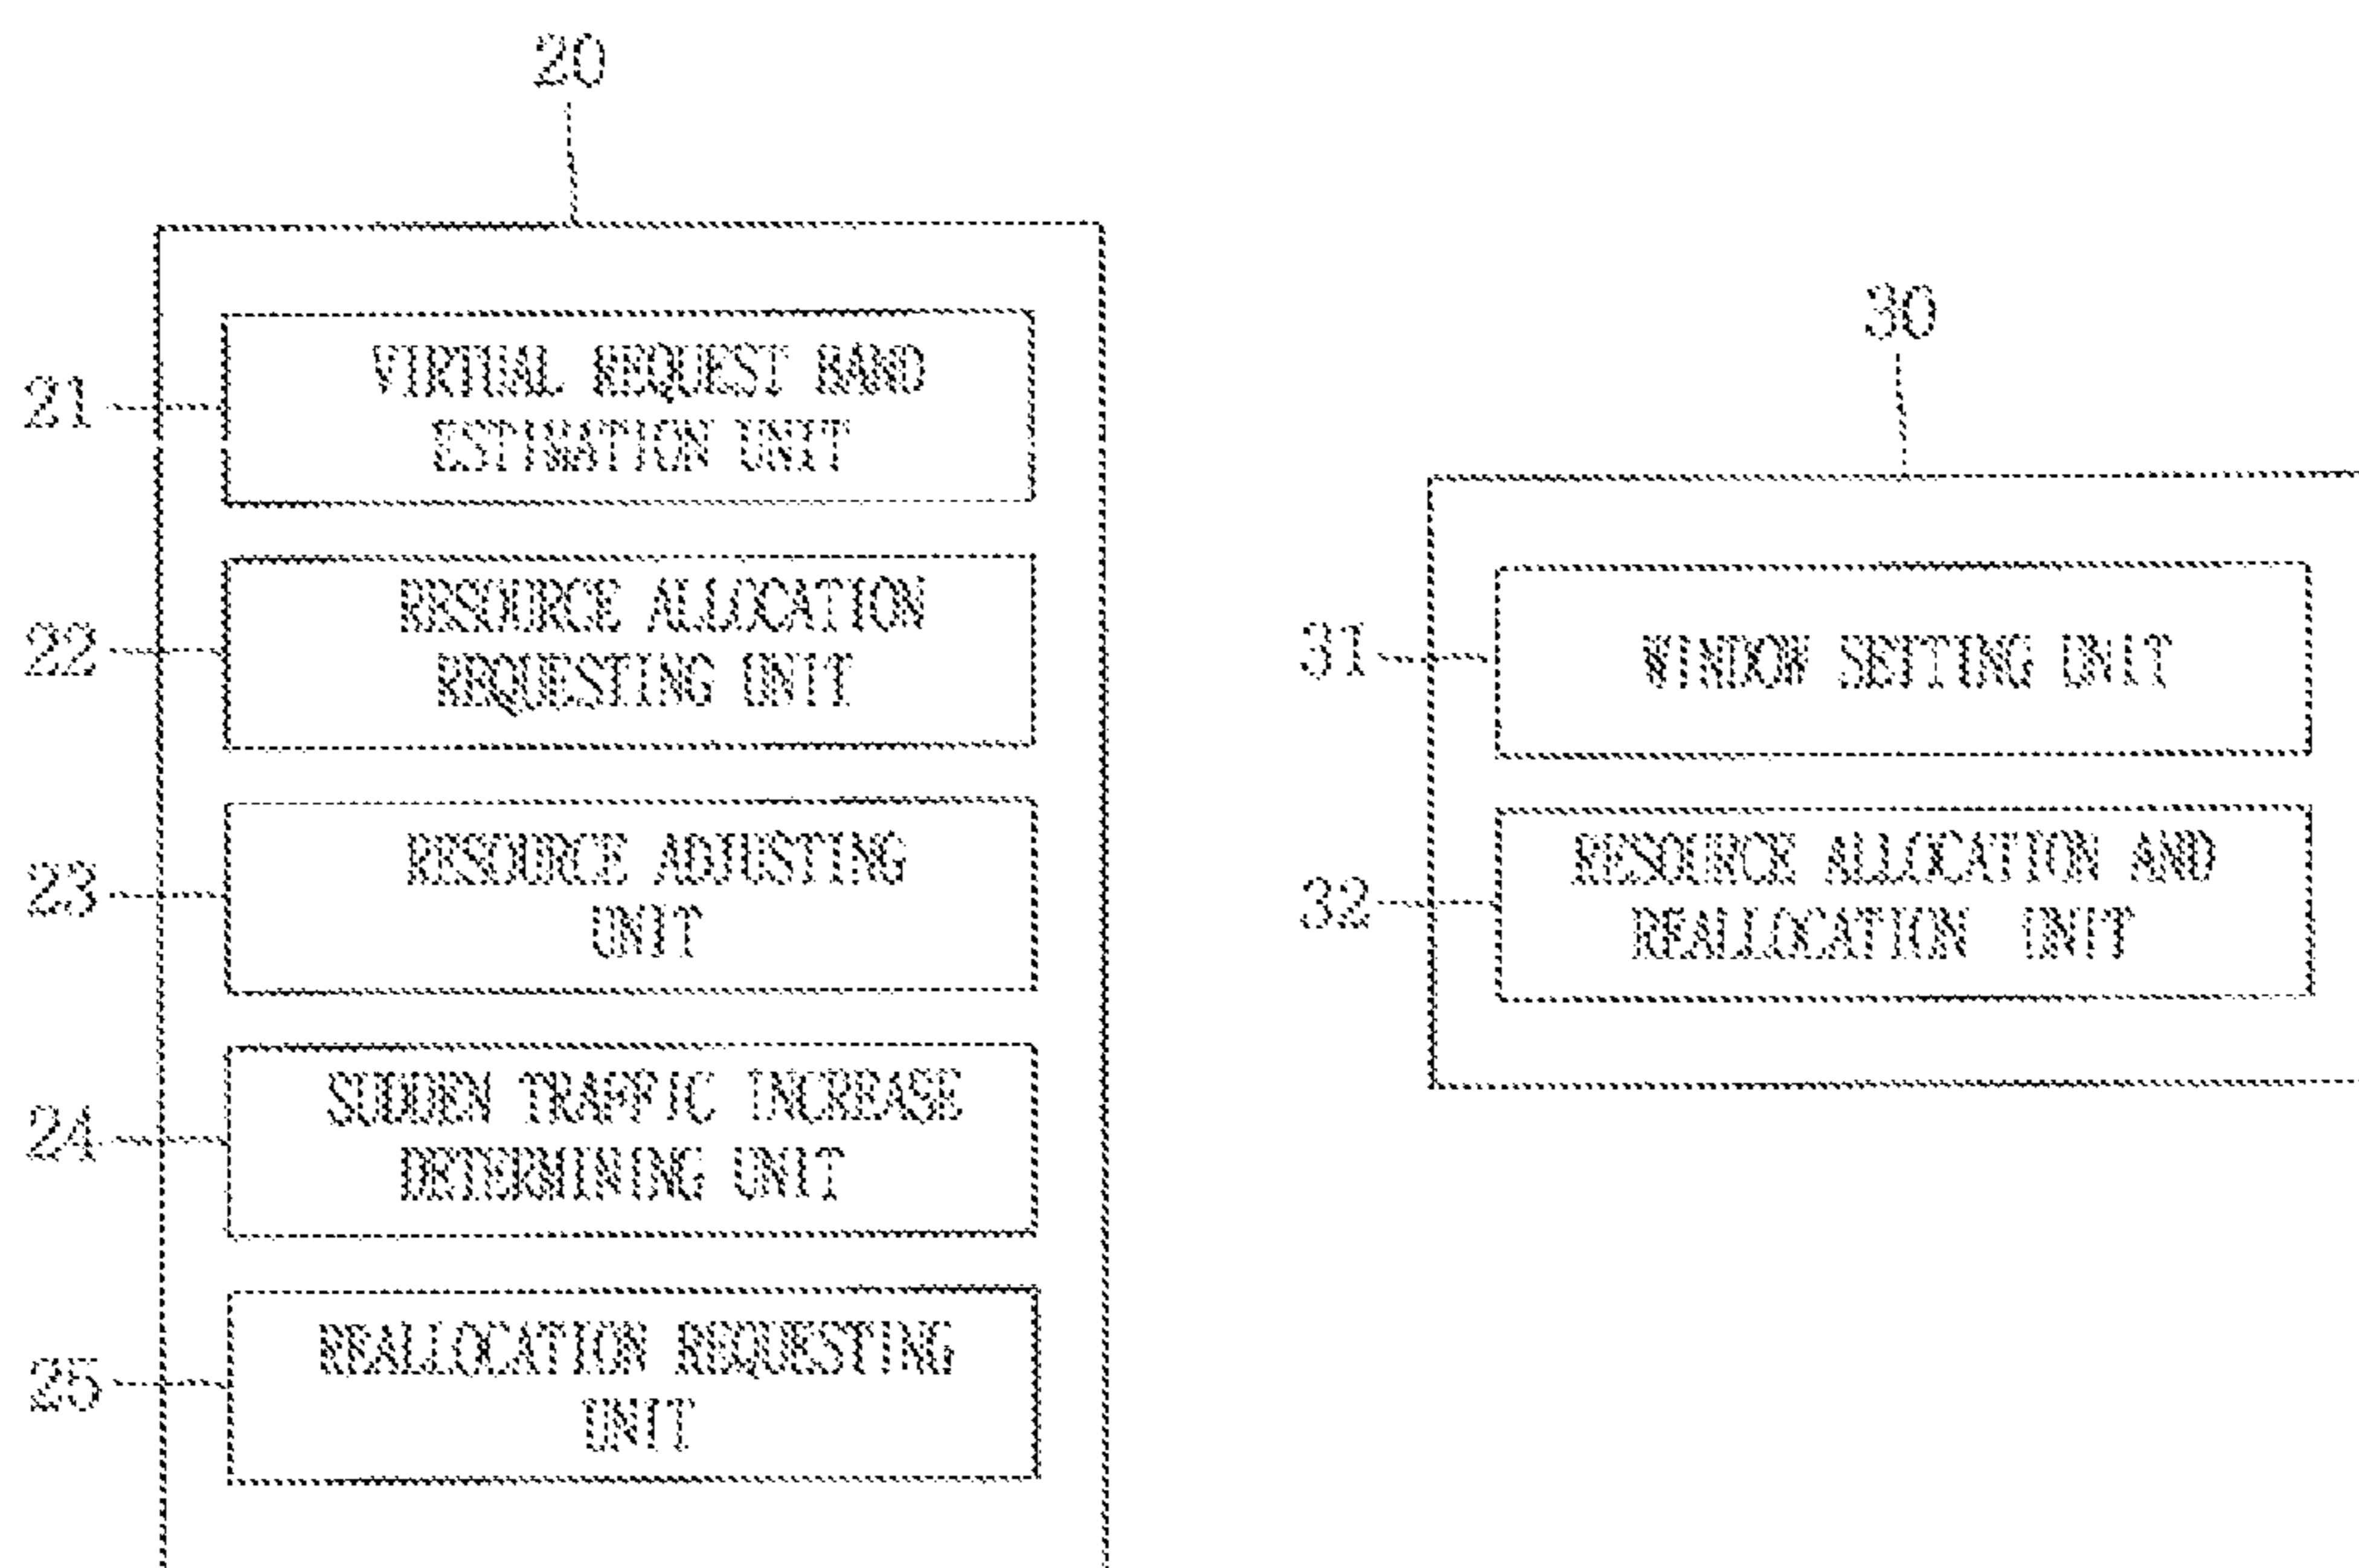 20
21
VIRTUAL REQUEST BAND
ESTIMATION UNIT
22
RESOURCE ALLOCATION
REQUESTING UNIT
23
RESOURCE ADJUSTING
UNIT
24
SUDDEN TRAFFIC INCREASE
DETERMINING UNIT
25
REALLOCATION REQUESTING
UNIT
30
31
WINDOW SETTING UNIT
32
RESOURCE ALLOCATION AND
REALLOCATION UNIT